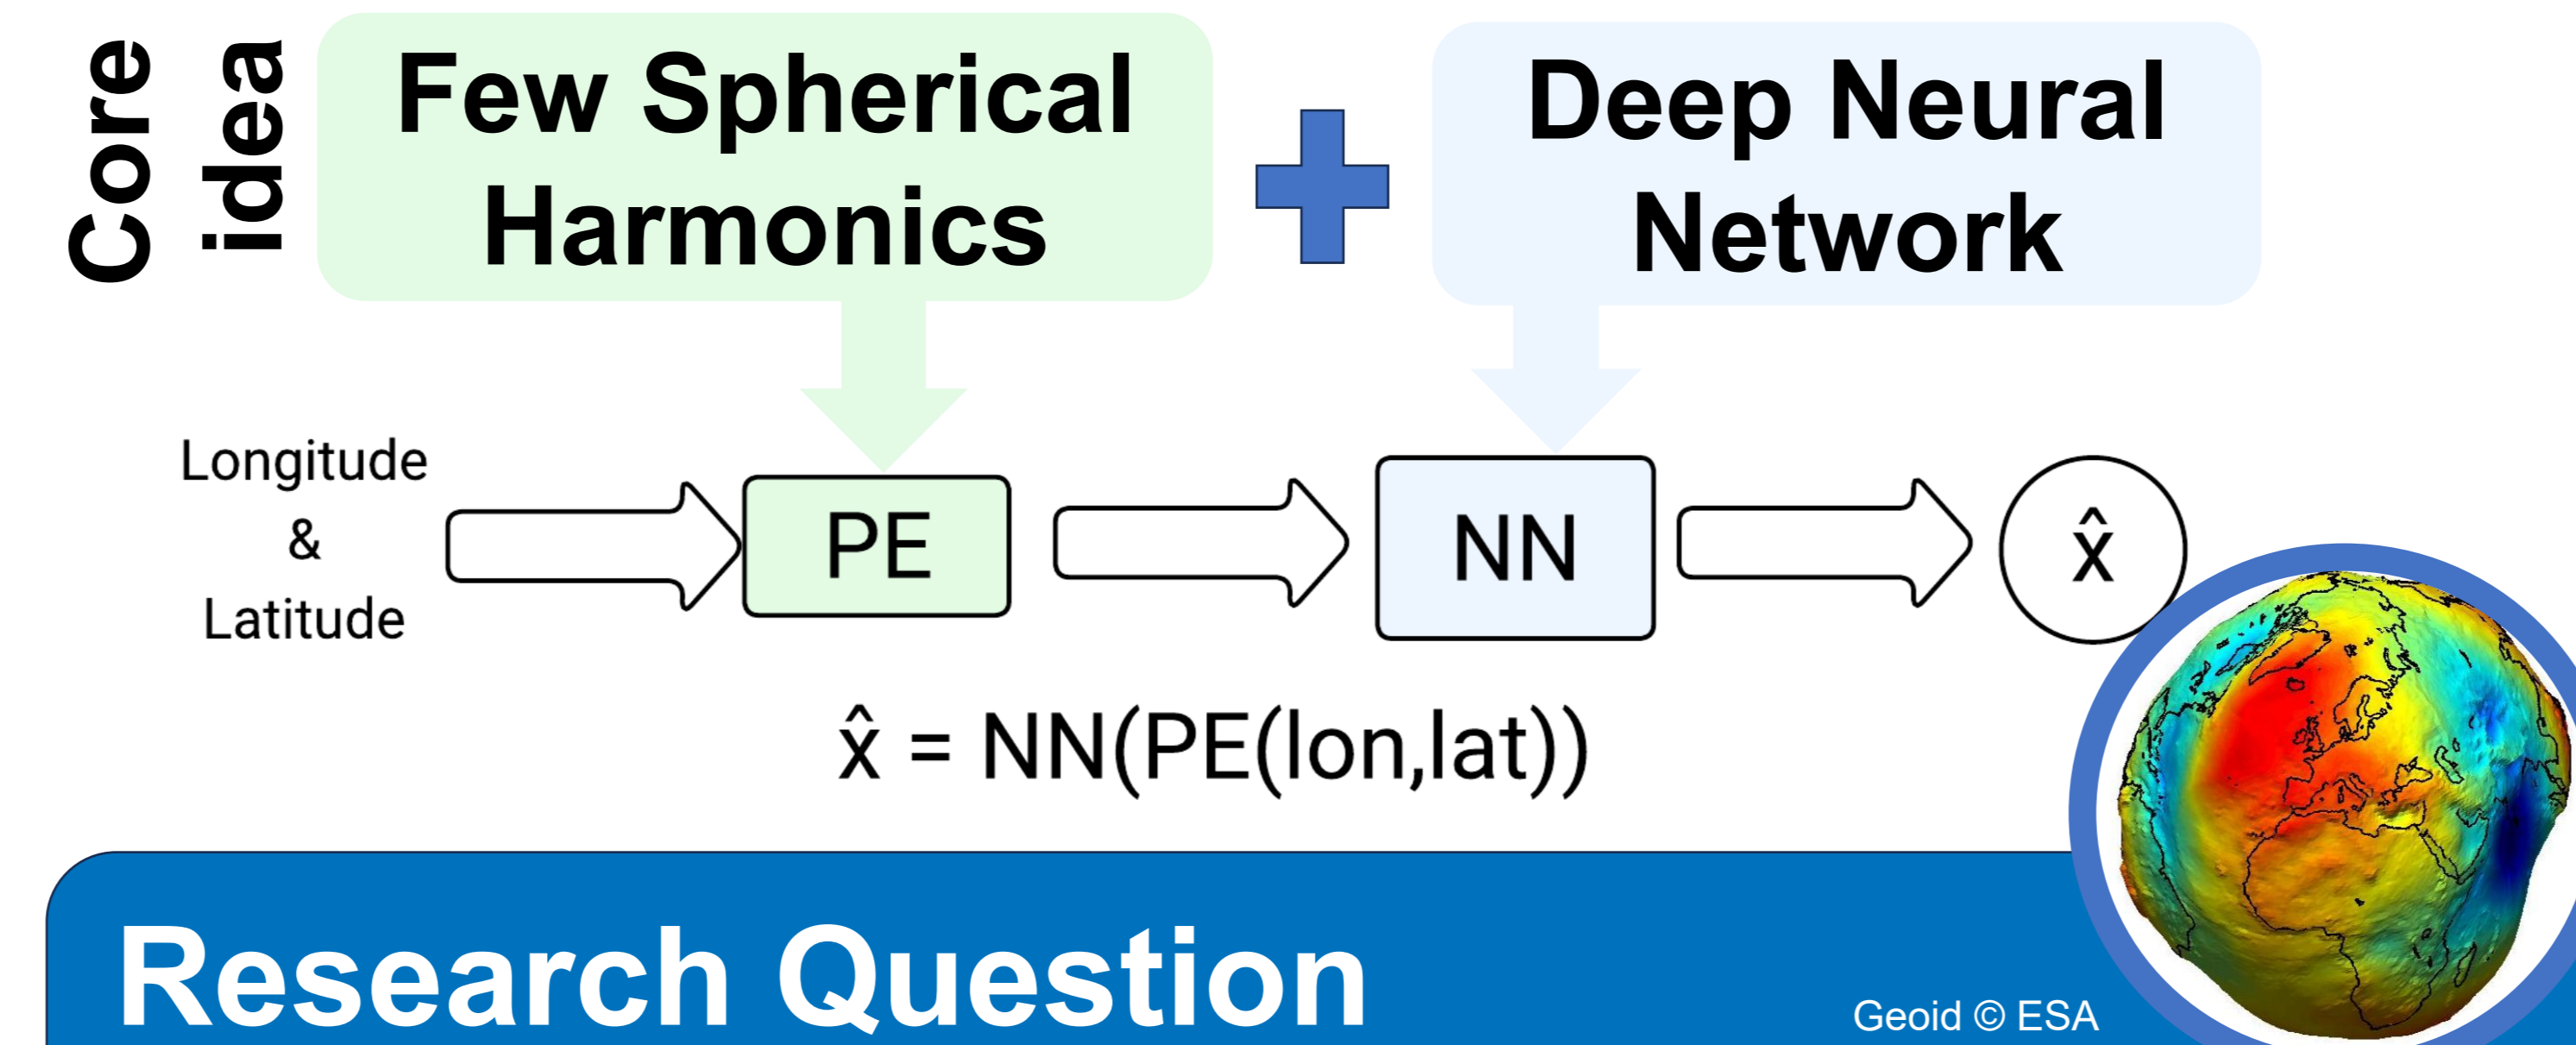 Core
idea
Few Spherical
Harmonics
Deep Neural
Network
Longitude
&
Latitude
PE
NN
x̂
x̂ = NN(PE(lon,lat))
Research Question
Geoid © ESA